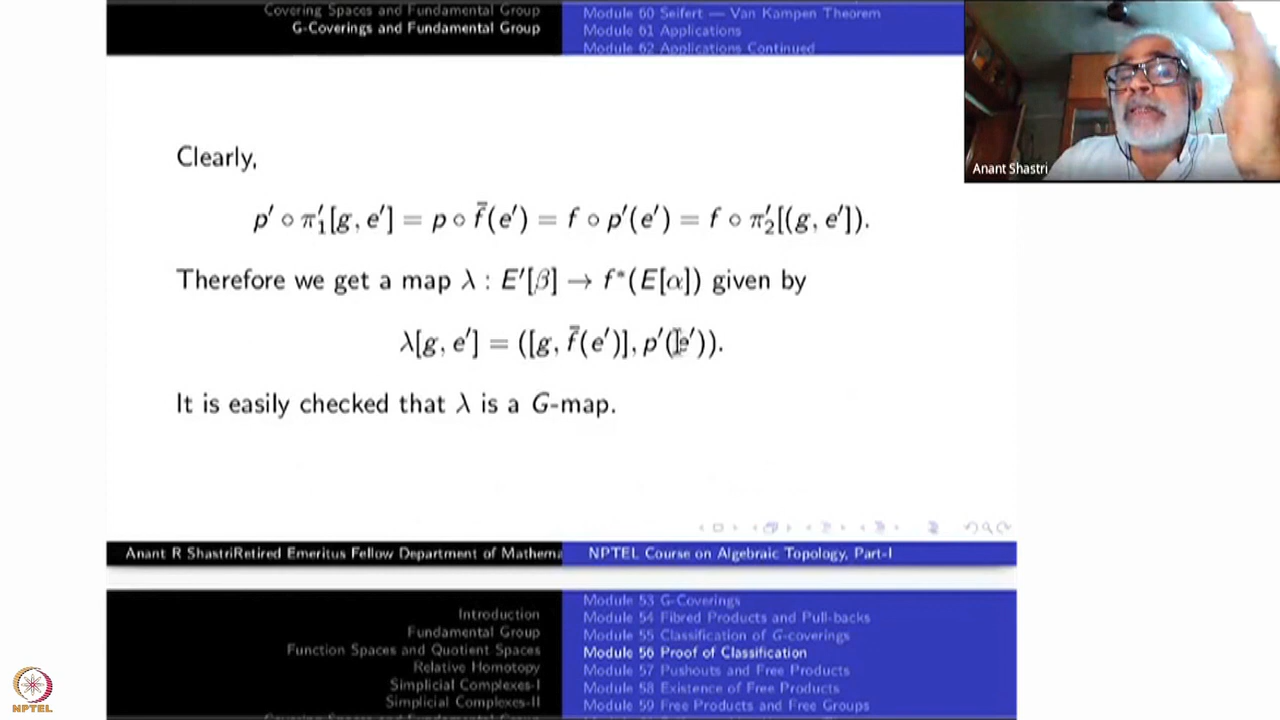 Covering Spaces and Fundamental Group
G-Coverings and Fundamental Group
Module 60 Seifert — Van Kampen Theorem
Module 61 Applications
Module 62 Applications Continued
Anant Shastri
Clearly,
p′ ∘ π′₁[g, e′] = p ∘ f̄(e′) = f ∘ p′(e′) = f ∘ π′₂[(g, e′]).
Therefore we get a map λ : E′[β] → f*(E[α]) given by
λ[g, e′] = ([g, f̄(e′)], p′(e′)).
It is easily checked that λ is a G-map.
Anant R ShastriRetired Emeritus Fellow Department of Mathema
NPTEL Course on Algebraic Topology, Part-I
Introduction
Fundamental Group
Function Spaces and Quotient Spaces
Relative Homotopy
Simplicial Complexes-I
Simplicial Complexes-II
Module 53 G-Coverings
Module 54 Fibred Products and Pull-backs
Module 55 Classification of G-coverings
Module 56 Proof of Classification
Module 57 Pushouts and Free Products
Module 58 Existence of Free Products
Module 59 Free Products and Free Groups
NPTEL